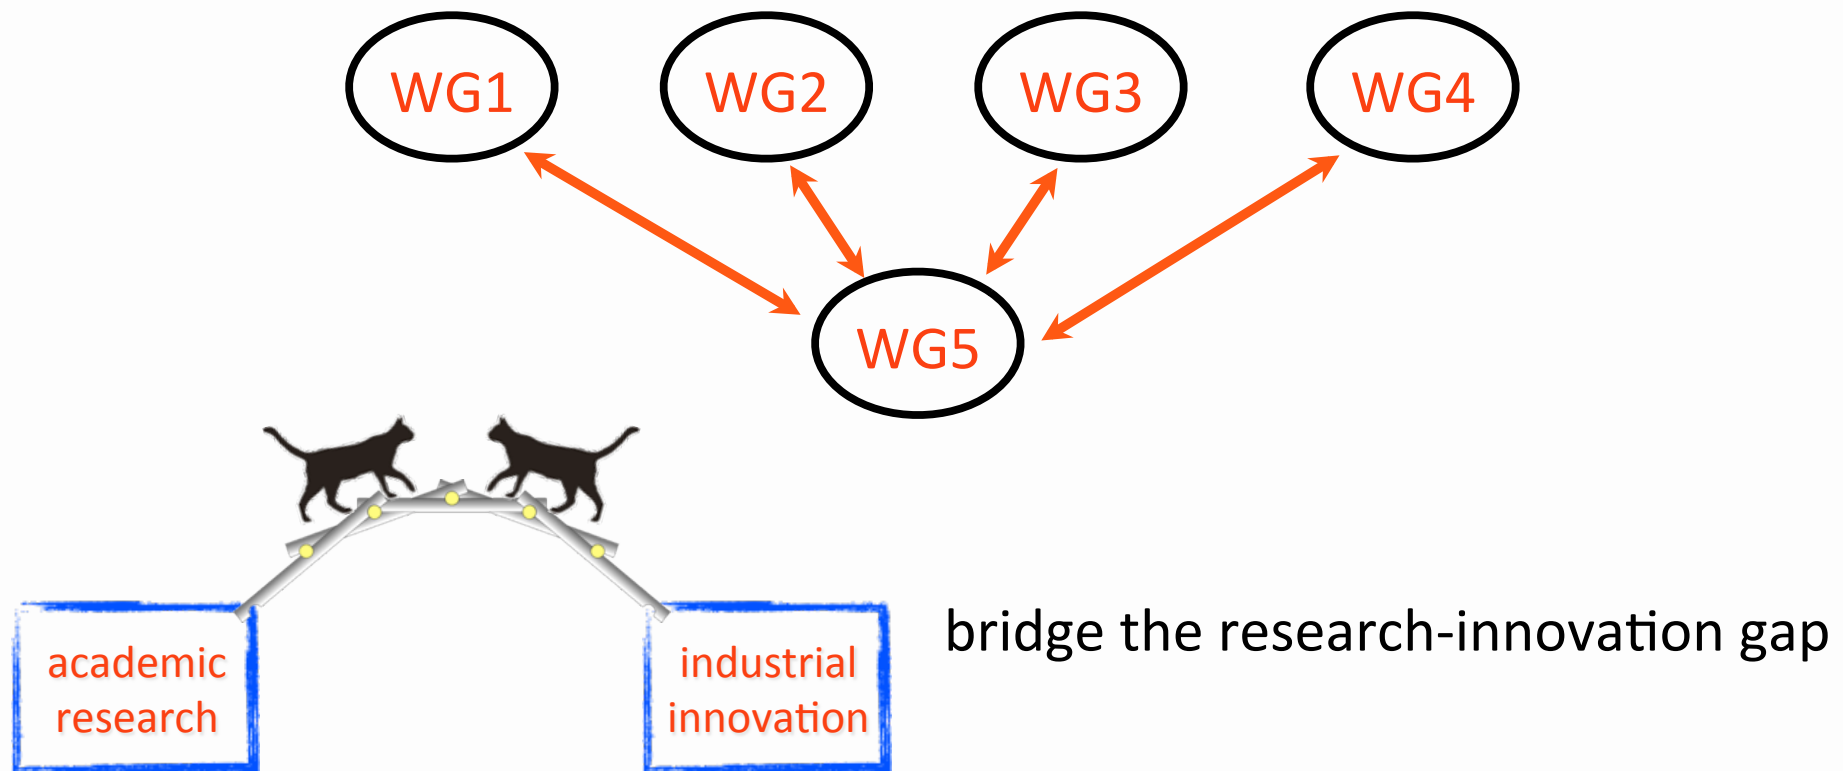 WG1 WG2 WG3 WG4
WG5
academic
research
industrial
innovation
bridge the research-innovation gap